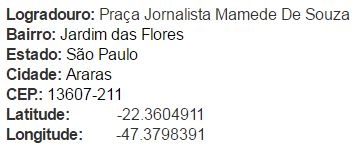 Logradouro: Praça Jornalista Mamede De Souza
Bairro: Jardim das Flores
Estado: São Paulo
Cidade: Araras
CEP.: 13607-211
Latitude: -22.3604911
Longitude: -47.3798391